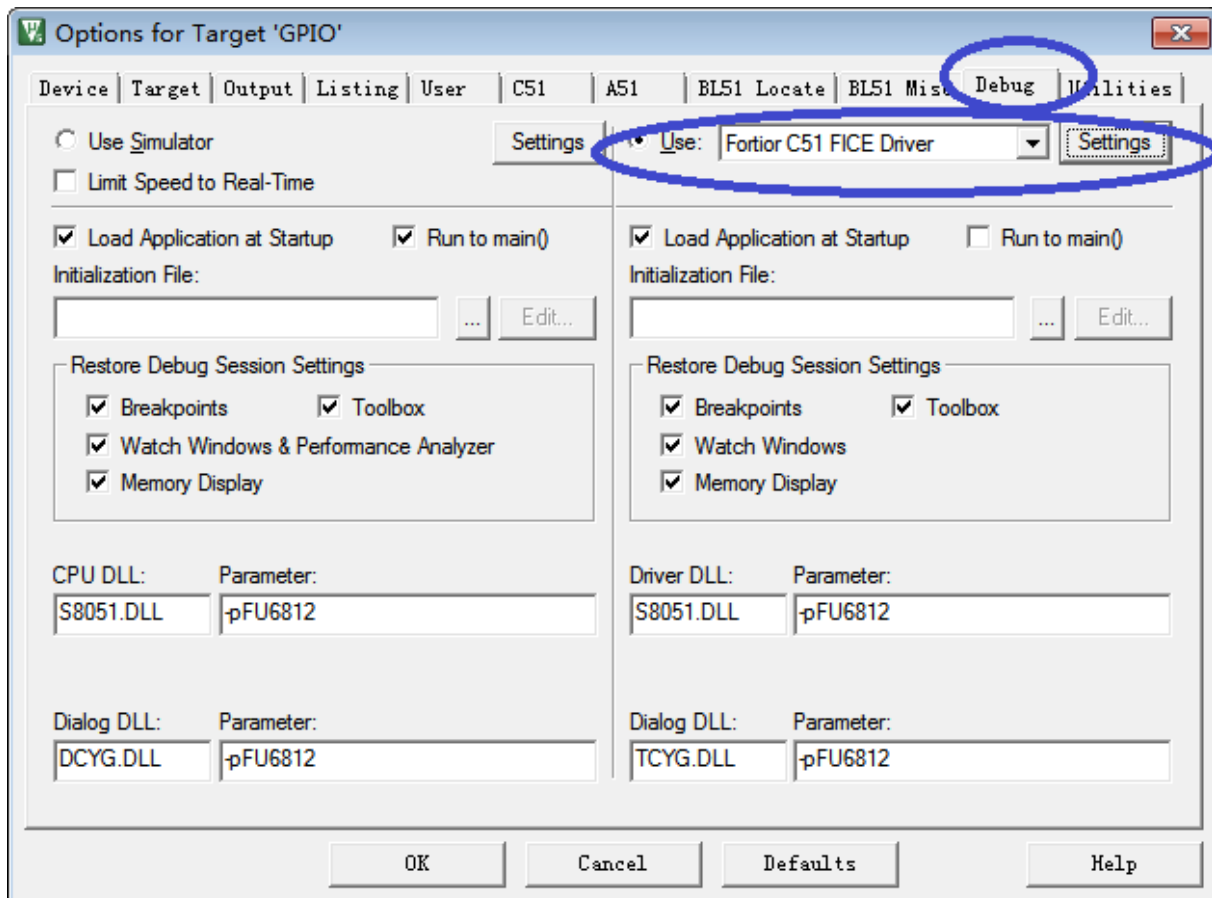 Options for Target 'GPIO'
Device Target Output Listing User C51 A51 BL51 Locate BL51 Misc Debug Utilities
Use Simulator Settings Use: Fortior C51 FICE Driver Settings
Limit Speed to Real-Time
Load Application at Startup Run to main() Load Application at Startup Run to main()
Initialization File: Initialization File:
... Edit... ... Edit...
Restore Debug Session Settings Restore Debug Session Settings
Breakpoints Toolbox Breakpoints Toolbox
Watch Windows & Performance Analyzer Watch Windows
Memory Display Memory Display
CPU DLL: Parameter: Driver DLL: Parameter:
S8051.DLL -pFU6812 S8051.DLL -pFU6812
Dialog DLL: Parameter: Dialog DLL: Parameter:
DCYG.DLL -pFU6812 TCYG.DLL -pFU6812
OK Cancel Defaults Help